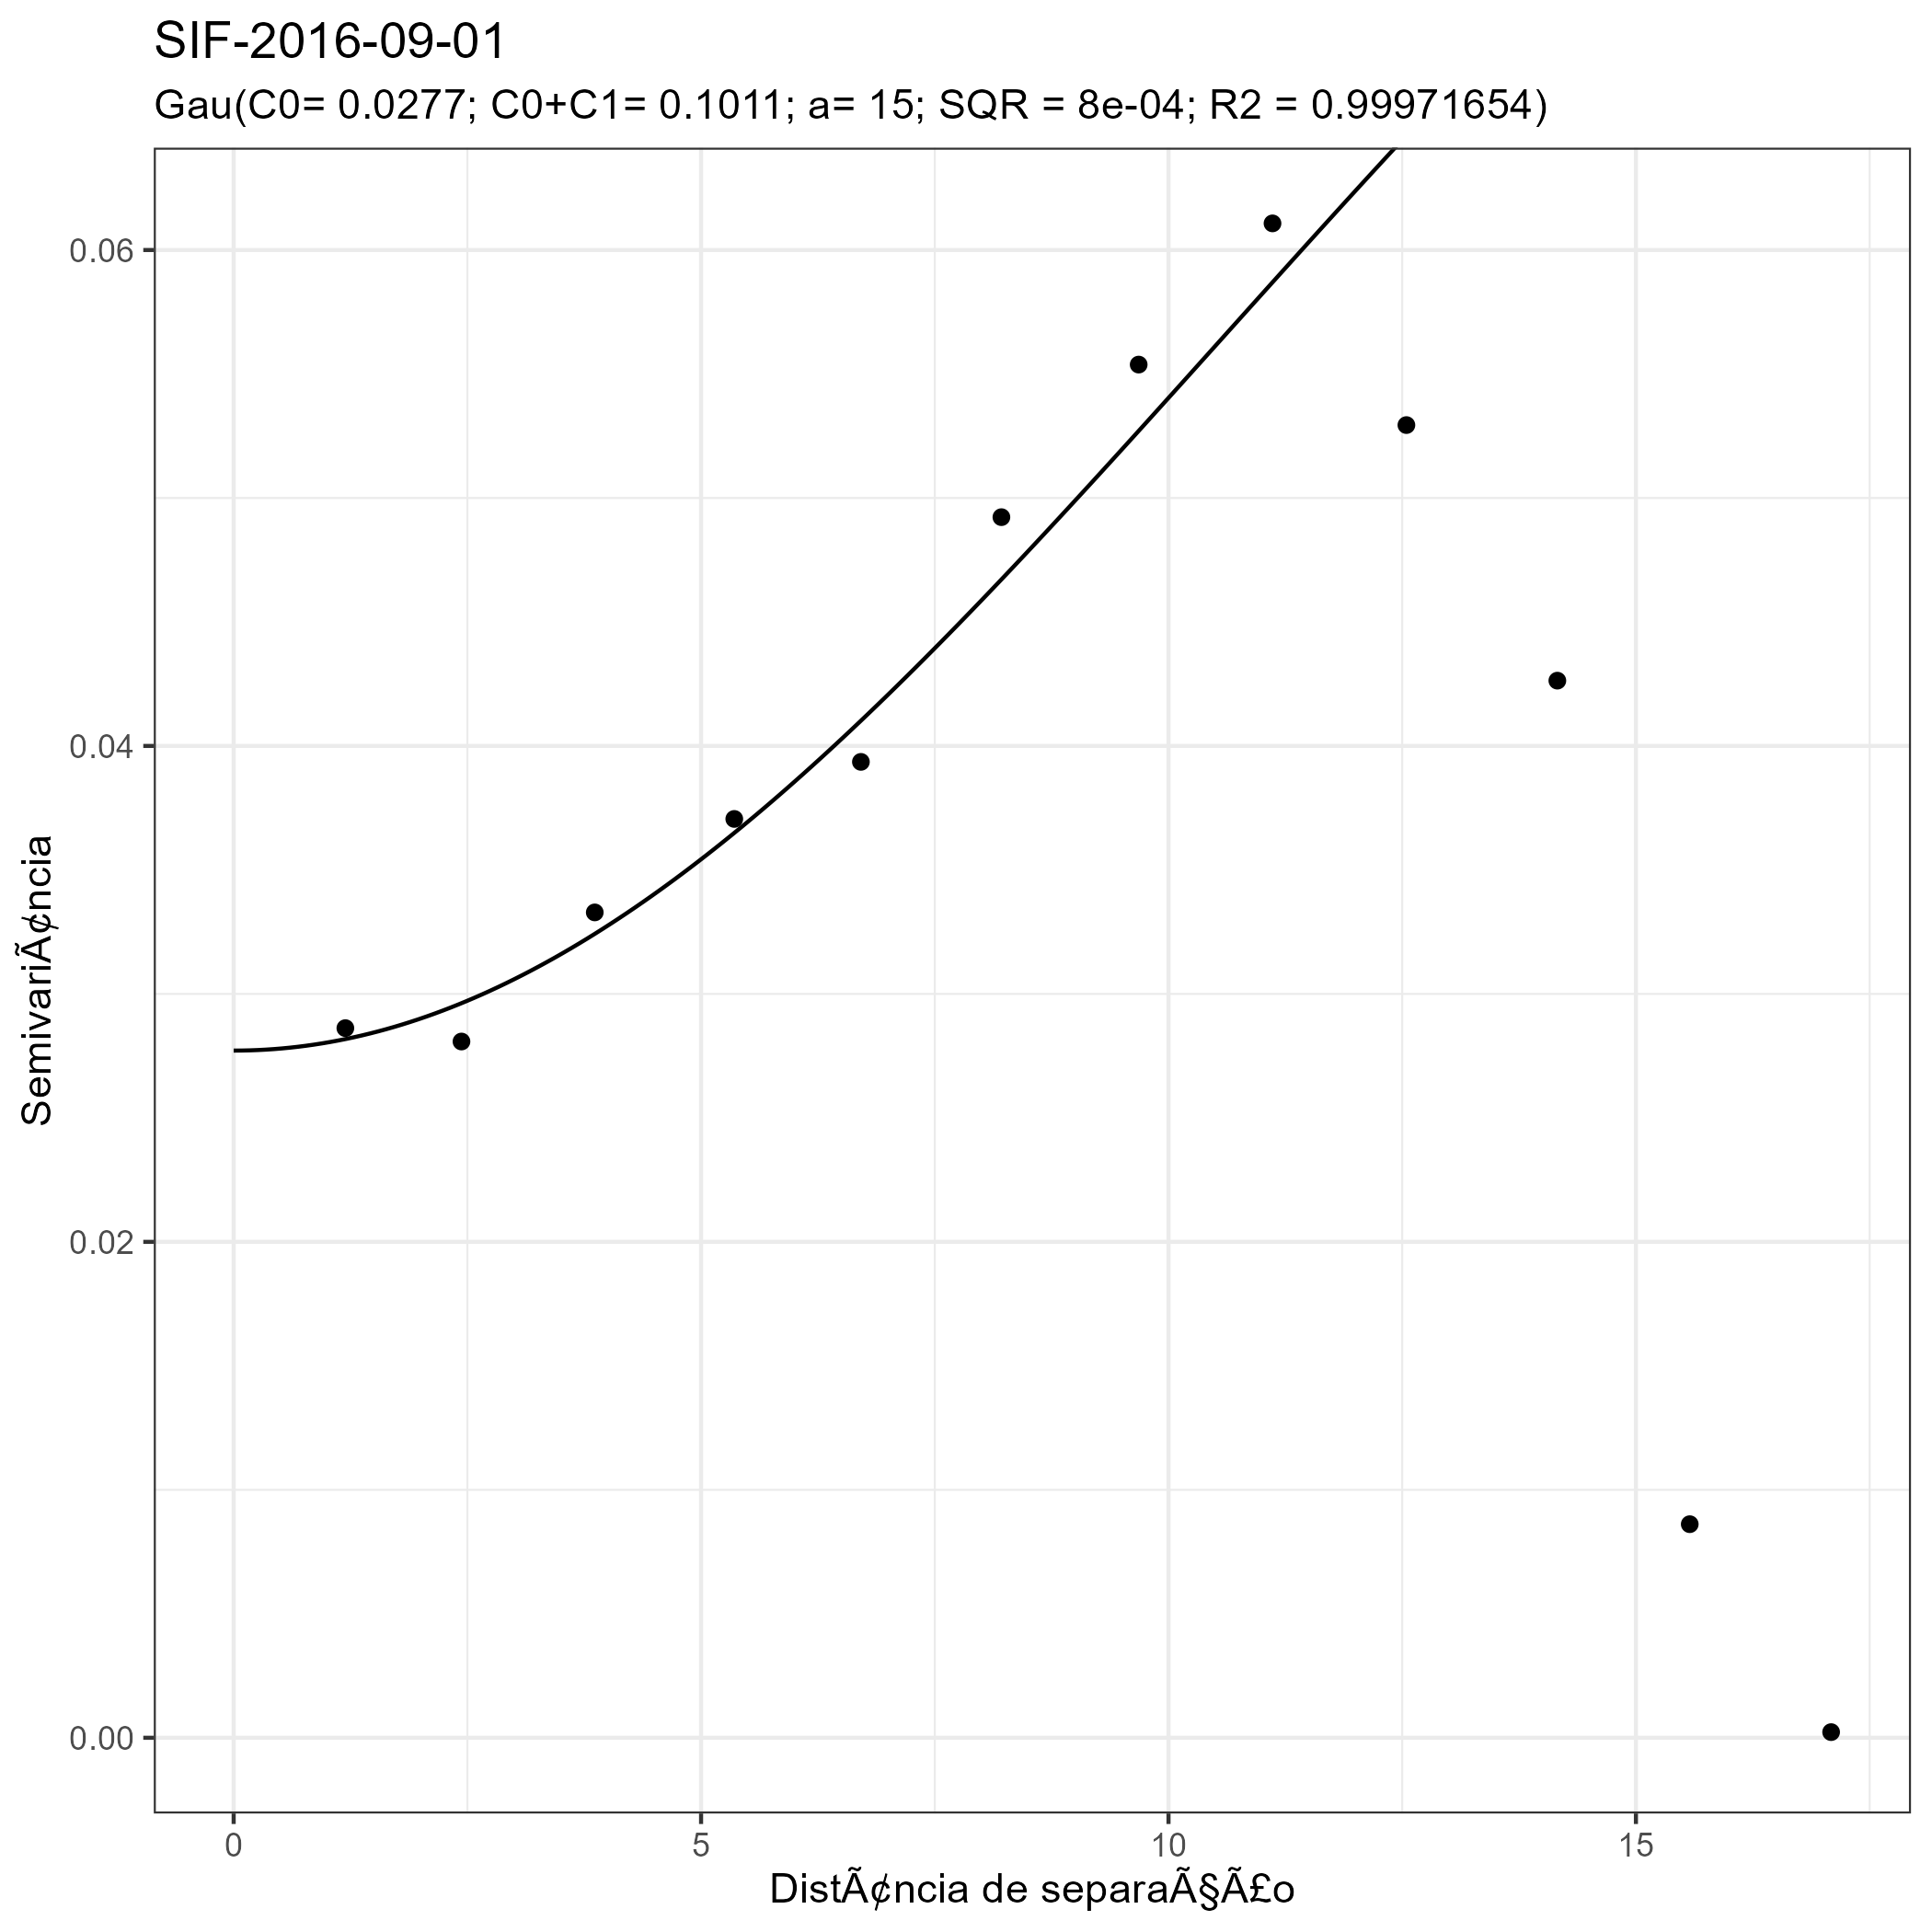 SIF-2016-09-01
Gau(C0= 0.0277; C0+C1= 0.1011; a= 15; SQR = 8e-04; R2 = 0.99971654)
SemivariÃ¢ncia
0.06
0.04
0.02
0.00
0 5 10 15
DistÃ¢ncia de separaÃ§Ã£o